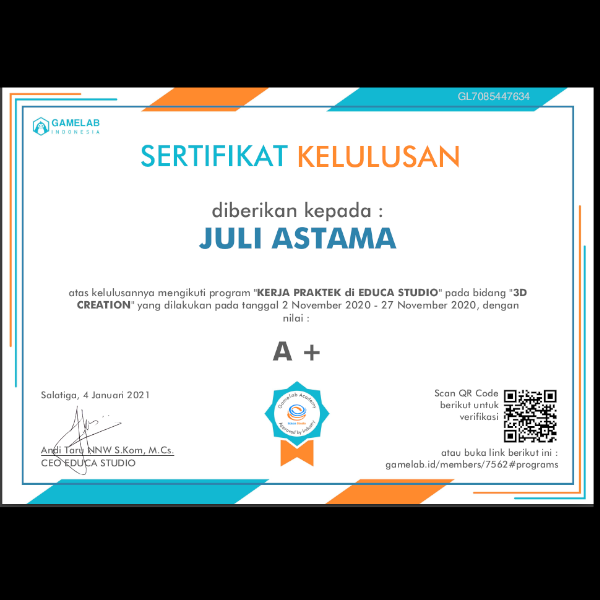 GL7085447634
GAMELAB
INDONESIA
SERTIFIKAT KELULUSAN
diberikan kepada :
JULI ASTAMA
atas kelulusannya mengikuti program "KERJA PRAKTEK di EDUCA STUDIO" pada bidang "3D
CREATION" yang dilakukan pada tanggal 2 November 2020 - 27 November 2020, dengan
nilai :
A +
Salatiga, 4 Januari 2021
Andi Taru NNW S.Kom, M.Cs.
CEO EDUCA STUDIO
Gamelab Academy
Approved by Industry
Scan QR Code
berikut untuk
verifikasi
atau buka link berikut ini :
gamelab.id/members/7562#programs